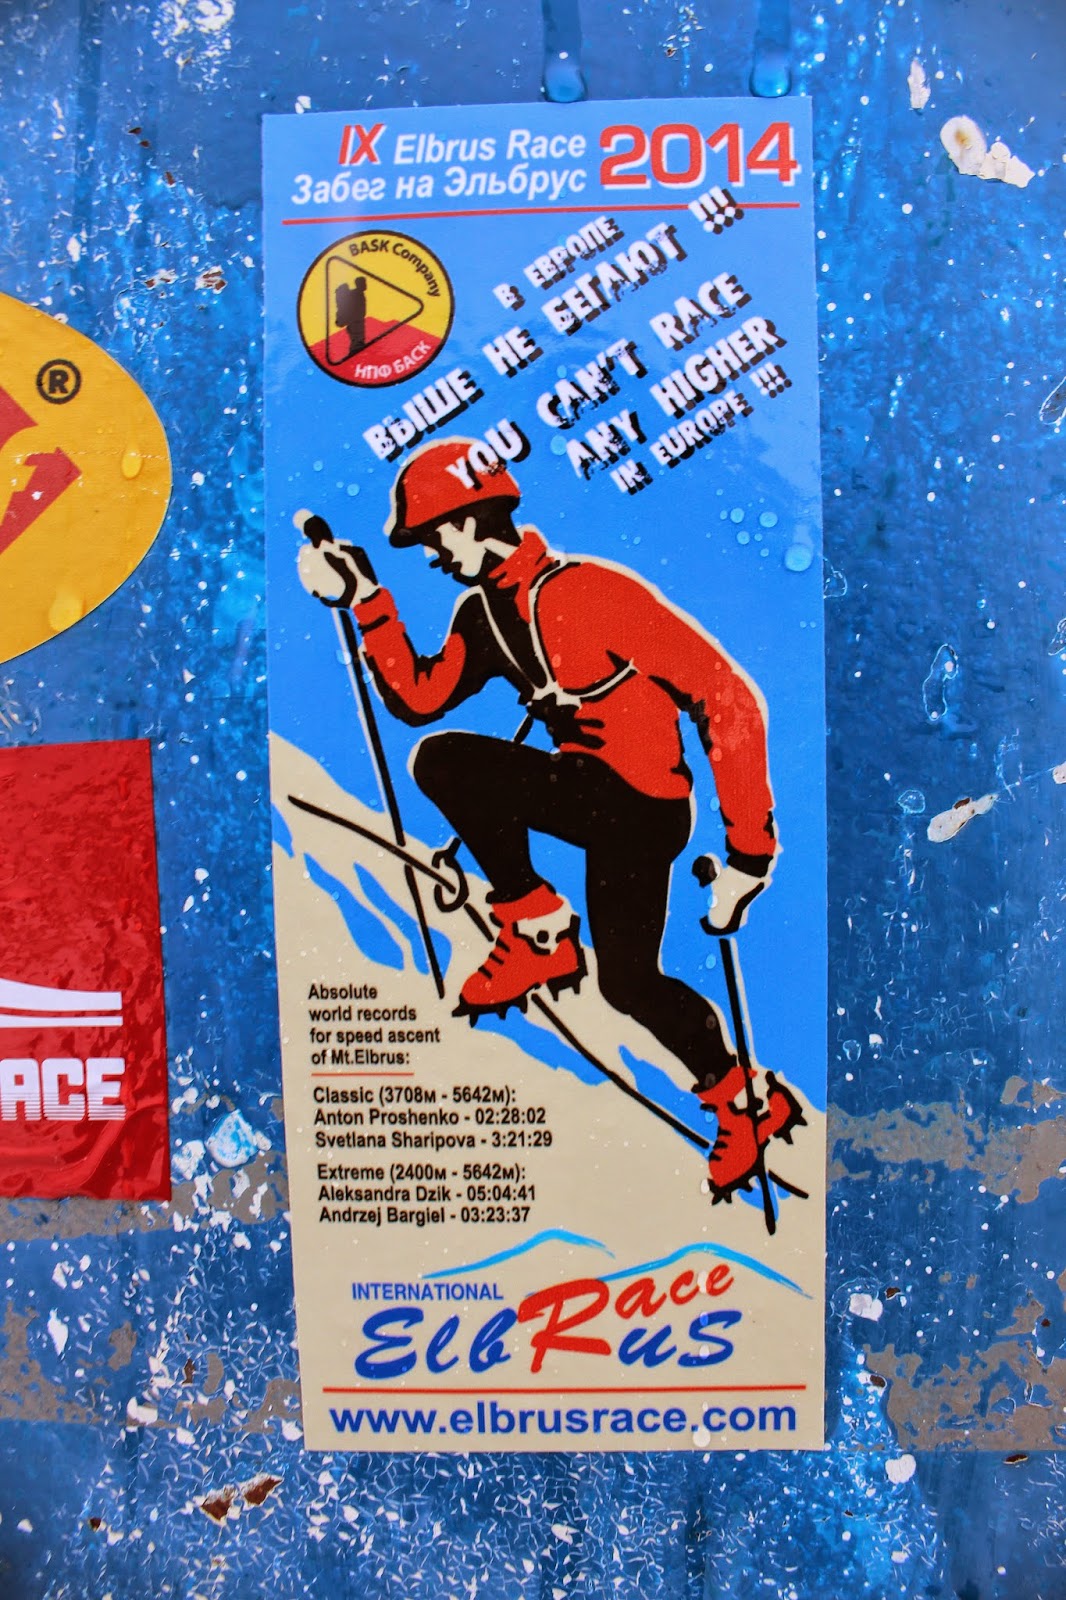 IX Elbrus Race 2014
Забег на Эльбрус
BASK Company
НПФ БАСК
В ЕВРОПЕ
ВЫШЕ НЕ БЕГАЮТ !!!
YOU CAN'T RACE
ANY HIGHER
IN EUROPE !!!
®
ACE
Absolute
world records
for speed ascent
of Mt.Elbrus:
Classic (3708м - 5642м):
Anton Proshenko - 02:28:02
Svetlana Sharipova - 3:21:29
Extreme (2400м - 5642м):
Aleksandra Dzik - 05:04:41
Andrzej Bargiel - 03:23:37
INTERNATIONAL
ElbRus Race
www.elbrusrace.com